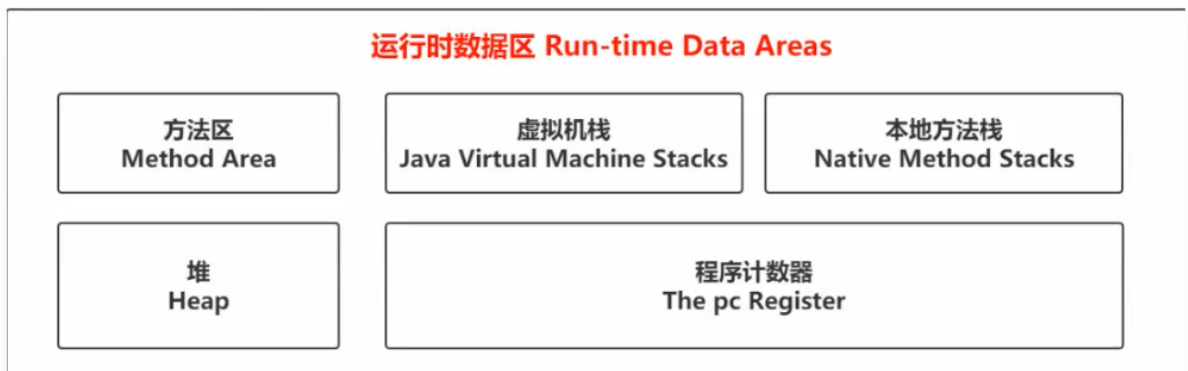 运行时数据区 Run-time Data Areas
方法区
Method Area
虚拟机栈
Java Virtual Machine Stacks
本地方法栈
Native Method Stacks
堆
Heap
程序计数器
The pc Register